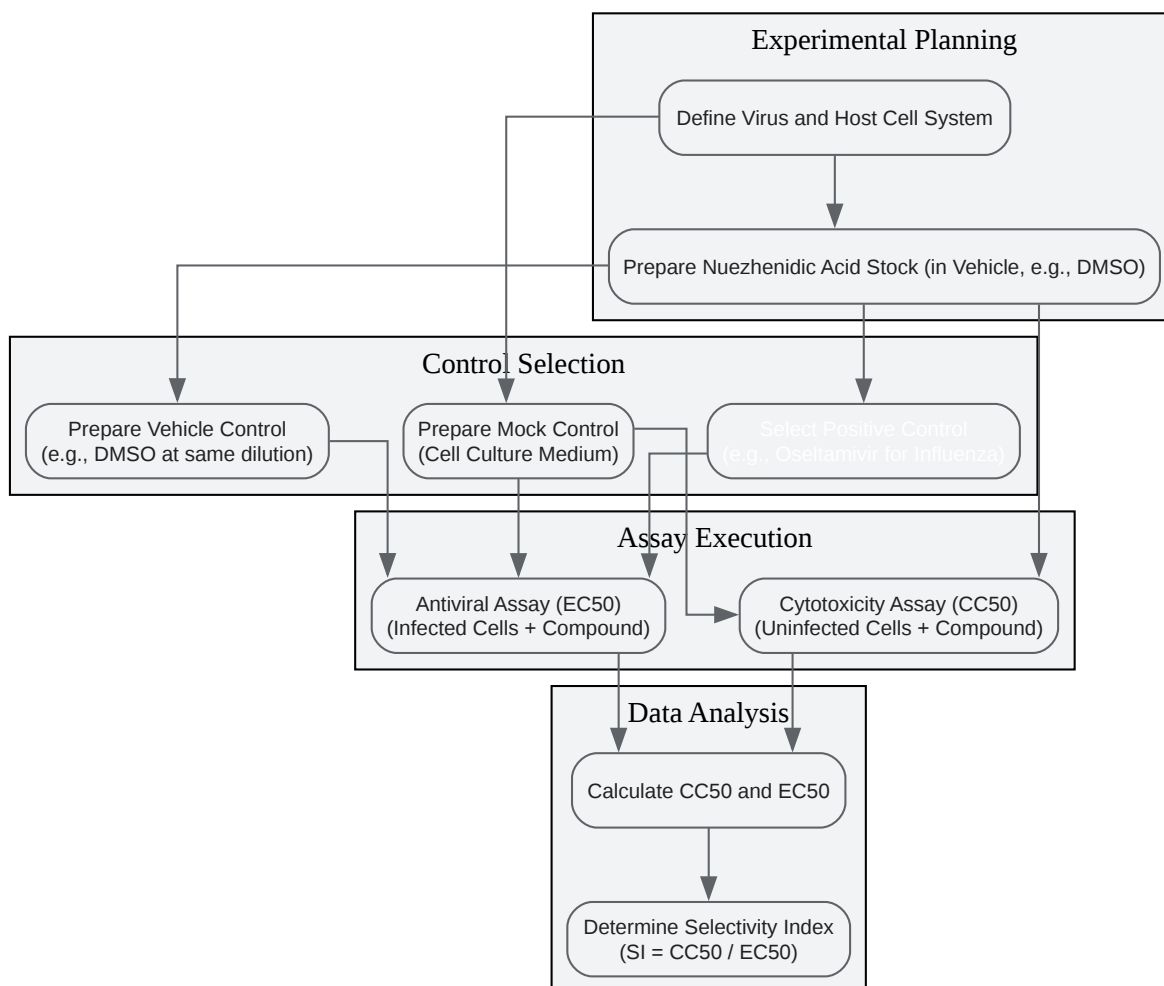 Experimental Planning
Define Virus and Host Cell System
Prepare Nuezhenidic Acid Stock (in Vehicle, e.g., DMSO)
Control Selection
Prepare Vehicle Control
(e.g., DMSO at same dilution)
Prepare Mock Control
(Cell Culture Medium)
Select Positive Control
(e.g., Oseltamivir for Influenza)
Assay Execution
Antiviral Assay (EC50)
(Infected Cells + Compound)
Cytotoxicity Assay (CC50)
(Uninfected Cells + Compound)
Data Analysis
Calculate CC50 and EC50
Determine Selectivity Index
(SI = CC50 / EC50)